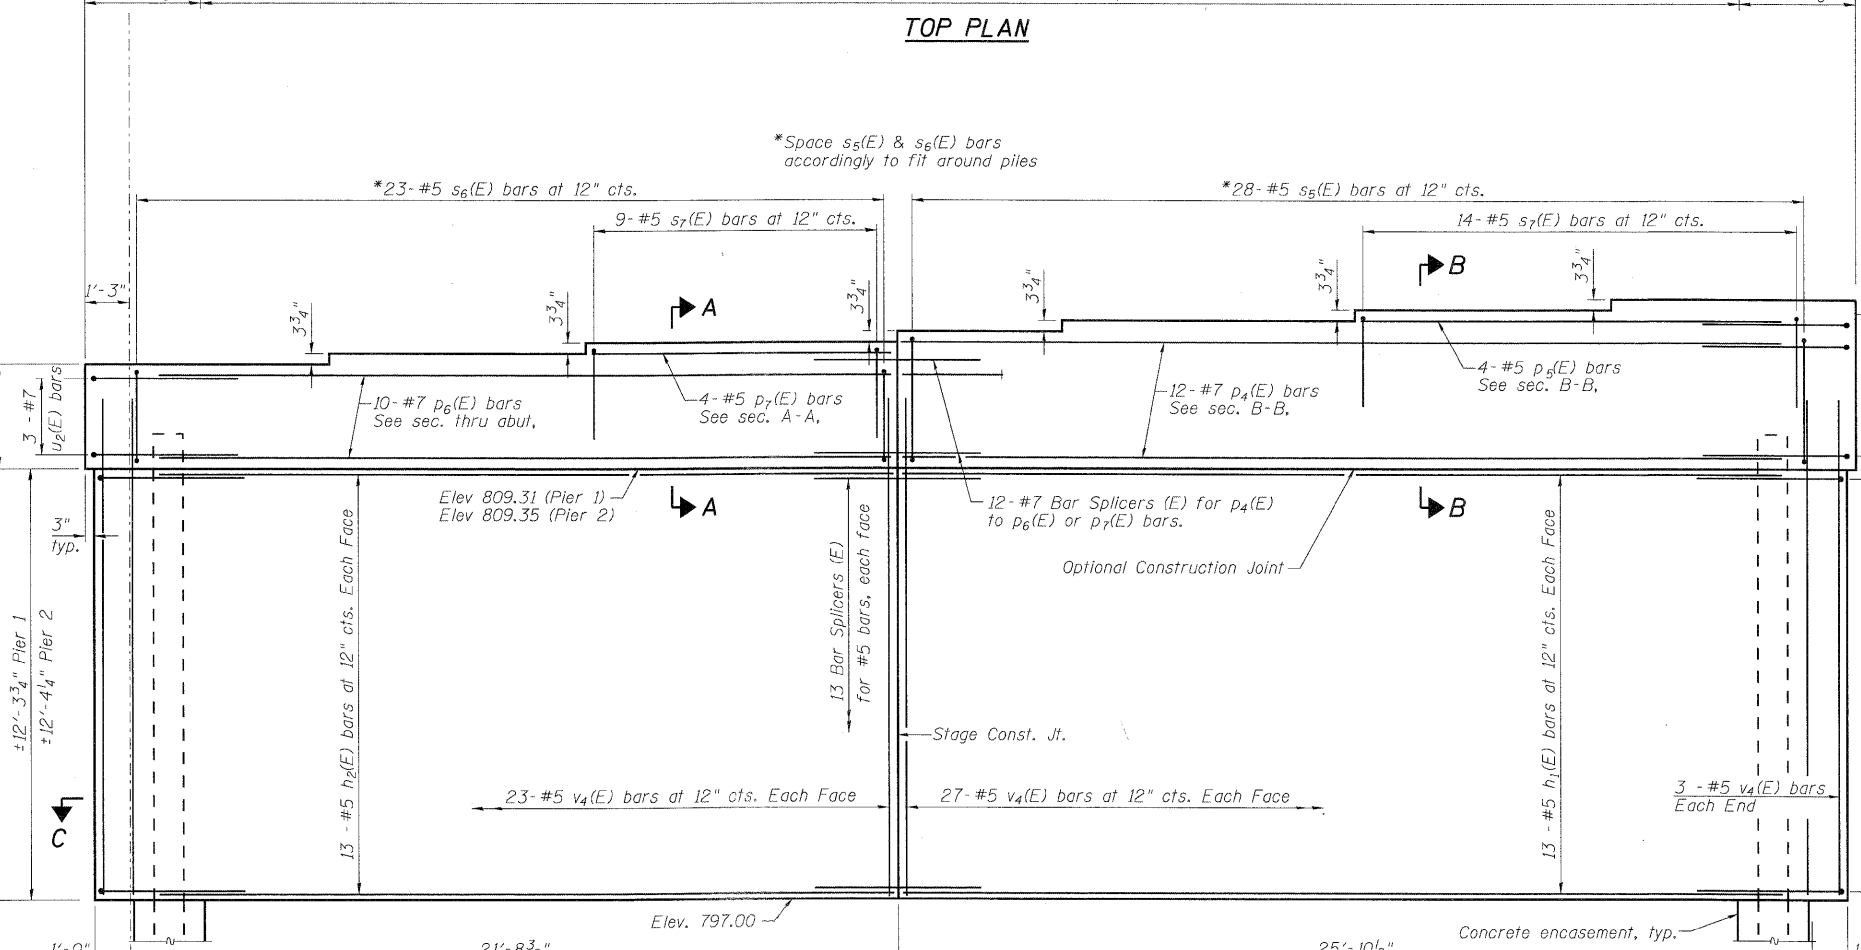 TOP PLAN
*Space s5(E) & s6(E) bars
accordingly to fit around piles
*23-#5 s6(E) bars at 12" cts.
*28-#5 s5(E) bars at 12" cts.
9-#5 s7(E) bars at 12" cts.
14-#5 s7(E) bars at 12" cts.
1'-3"
3¾"
3¾"
3¾"
3¾"
3¾"
3¾"
A
B
3 -#7
u2(E) bars
10-#7 p6(E) bars
See sec. thru abut.
4-#5 p7(E) bars
See sec. A-A.
12-#7 p4(E) bars
See sec. B-B.
4-#5 p5(E) bars
See sec. B-B.
Elev 809.31 (Pier 1)
Elev 809.35 (Pier 2)
A
12-#7 Bar Splicers (E) for p4(E)
to p6(E) or p7(E) bars.
B
3"
typ.
Optional Construction Joint
±12'-3¾" Pier 1
±12'-4¼" Pier 2
13 - #5 h2(E) bars at 12" cts. Each Face
13 Bar Splicers (E)
for #5 bars, each face
13 - #5 h1(E) bars at 12" cts. Each Face
Stage Const. Jt.
23-#5 v4(E) bars at 12" cts. Each Face
27-#5 v4(E) bars at 12" cts. Each Face
3 -#5 v4(E) bars
Each End
C
Elev. 797.00
Concrete encasement, typ.
1'-0"
21'-8⅜"
25'-10½"